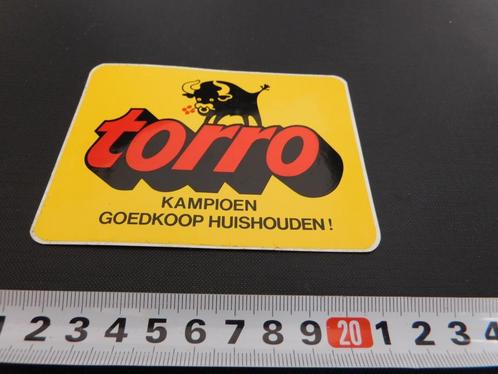 torro
KAMPIOEN
GOEDKOOP HUISHOUDEN!
1 2 3 4 5 6 7 8 9 20 1 2 3 4